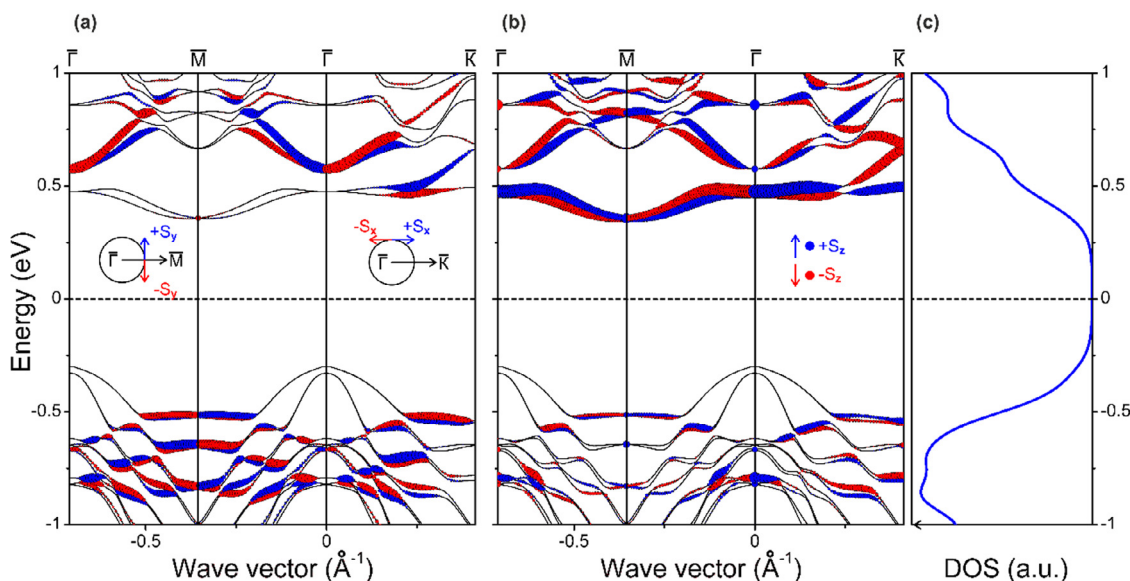 (a) (b) (c)
Γ̅ M̅ Γ̅ K̅ Γ̅ M̅ Γ̅ K̅
1 1
0.5 0.5
+Sy -Sx +Sx +Sz
Γ̅ M̅ Γ̅ K̅
-Sy -Sz
Energy (eV)
0 0
-0.5 -0.5
-1 -1
-0.5 0 -0.5 0
Wave vector (Å-1) Wave vector (Å-1) DOS (a.u.)